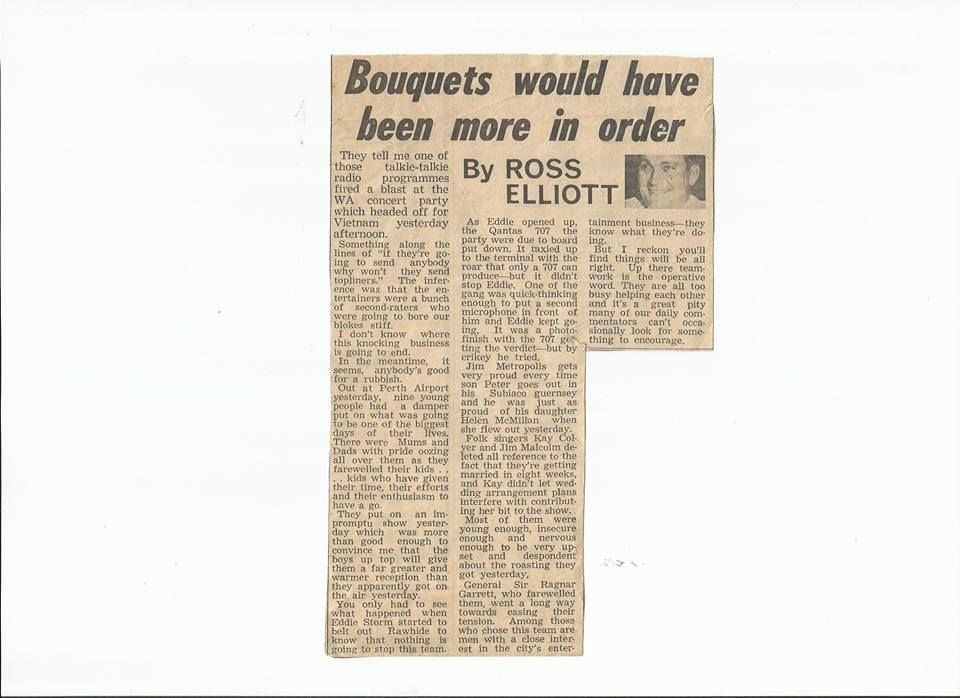 Bouquets would have
been more in order
By ROSS
ELLIOTT
They tell me one of
those talkie-talkie
radio programmes
fired a blast at the
WA concert party
which headed off for
Vietnam yesterday
afternoon.
Something along the
lines of "if they're go-
ing to send anybody
why won't they send
topliners." The infer-
ence was that the en-
tertainers were a bunch
of second-raters who
were going to bore our
blokes stiff.
I don't know where
this knocking business
is going to end.
In the meantime, it
seems, anybody's good
for a rubbish.
Out at Perth Airport
yesterday, nine young
people had a damper
put on what was going
to be one of the biggest
days of their lives.
There were Mums and
Dads with pride oozing
all over them as they
farewelled their kids . .
. . kids who have given
their time, their efforts
and their enthusiasm to
have a go.
They put on an im-
promptu show yester-
day which was more
than good enough to
convince me that the
boys up top will give
them a far greater and
warmer reception than
they apparently got on
the air yesterday.
You only had to see
what happened when
Eddie Storm started to
belt out Rawhide to
know that nothing is
going to stop this team.
As Eddie opened up,
the Qantas 707 the
party were due to board
put down. It taxied up
to the terminal with the
roar that only a 707 can
produce—but it didn't
stop Eddie. One of the
gang was quick-thinking
enough to put a second
microphone in front of
him and Eddie kept go-
ing. It was a photo-
finish with the 707 get-
ting the verdict—but by
crikey he tried.
Jim Metropolis gets
very proud every time
son Peter goes out in
his Subiaco guernsey
and he was just as
proud of his daughter
Helen McMillan when
she flew out yesterday.
Folk singers Kay Col-
yer and Jim Malcolm de-
leted all reference to the
fact that they're getting
married in eight weeks,
and Kay didn't let wed-
ding arrangement plans
interfere with contribut-
ing her bit to the show.
Most of them were
young enough, insecure
enough and nervous
enough to be very up-
set and despondent
about the roasting they
got yesterday.
General Sir Ragnar
Garrett, who farewelled
them, went a long way
towards easing their
tension. Among those
who chose this team are
men with a close inter-
est in the city's enter-
tainment business—they
know what they're do-
ing.
But I reckon you'll
find things will be all
right. Up there team-
work is the operative
word. They are all too
busy helping each other
and it's a great pity
many of our daily com-
mentators can't occa-
sionally look for some-
thing to encourage.